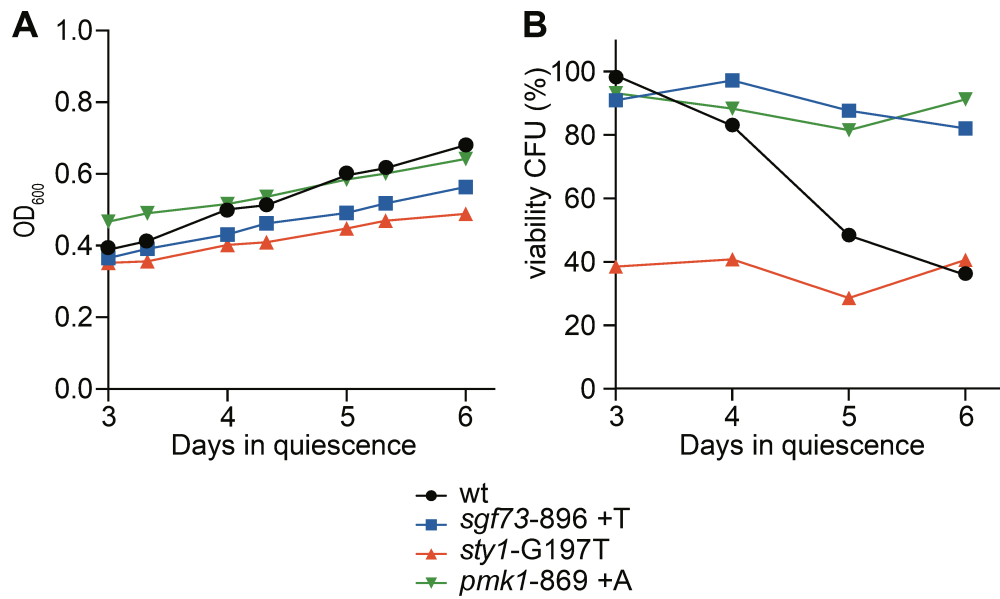 A
B
OD600
1.0
0.8
0.6
0.4
0.2
0.0
3 4 5 6
Days in quiescence
viability CFU (%)
100
80
60
40
20
0
3 4 5 6
Days in quiescence
wt
sgf73-896 +T
sty1-G197T
pmk1-869 +A